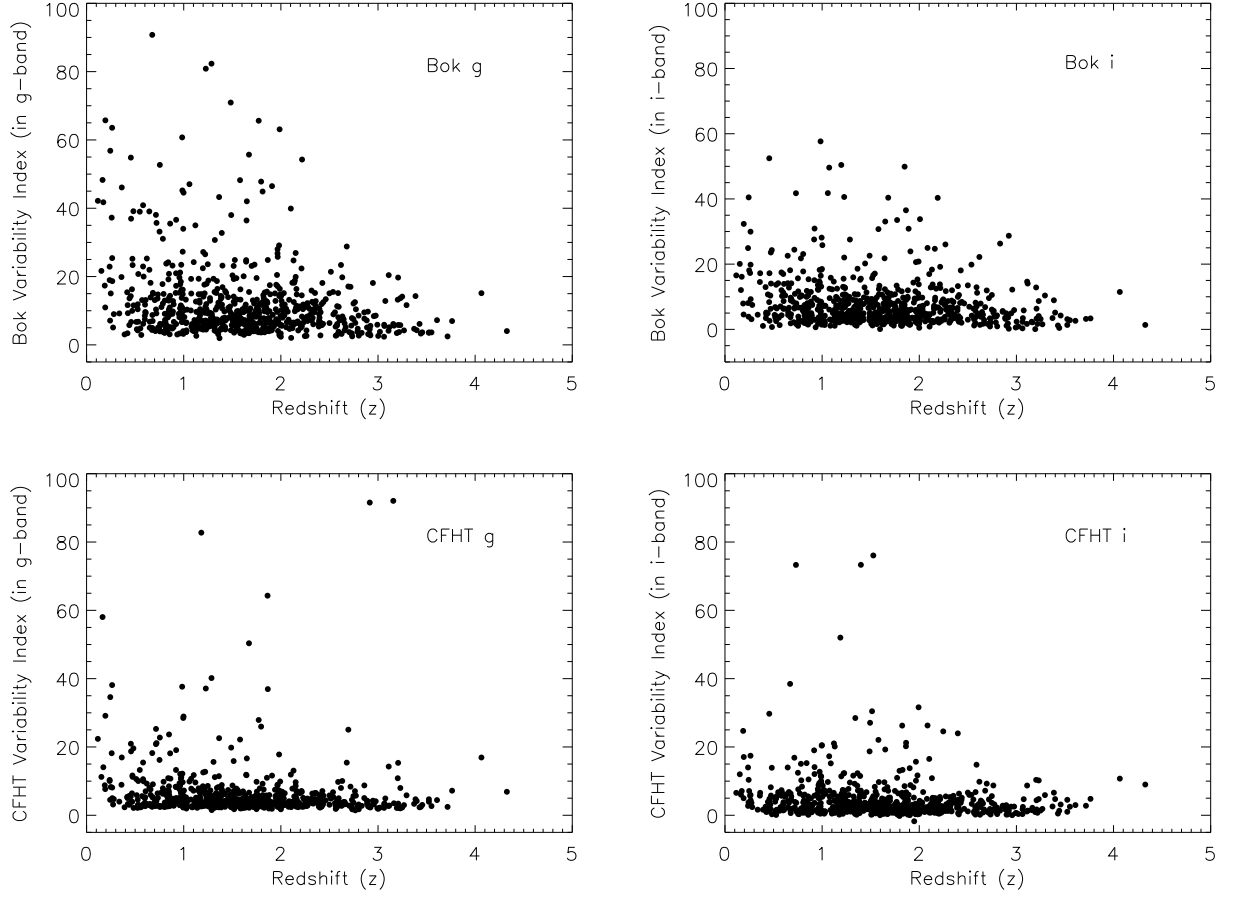 100
80
60
40
20
0
Bok Variability Index (in g-band)
Bok g
0 1 2 3 4 5
Redshift (z)
100
80
60
40
20
0
Bok Variability Index (in i-band)
Bok i
0 1 2 3 4 5
Redshift (z)
100
80
60
40
20
0
CFHT Variability Index (in g-band)
CFHT g
0 1 2 3 4 5
Redshift (z)
100
80
60
40
20
0
CFHT Variability Index (in i-band)
CFHT i
0 1 2 3 4 5
Redshift (z)